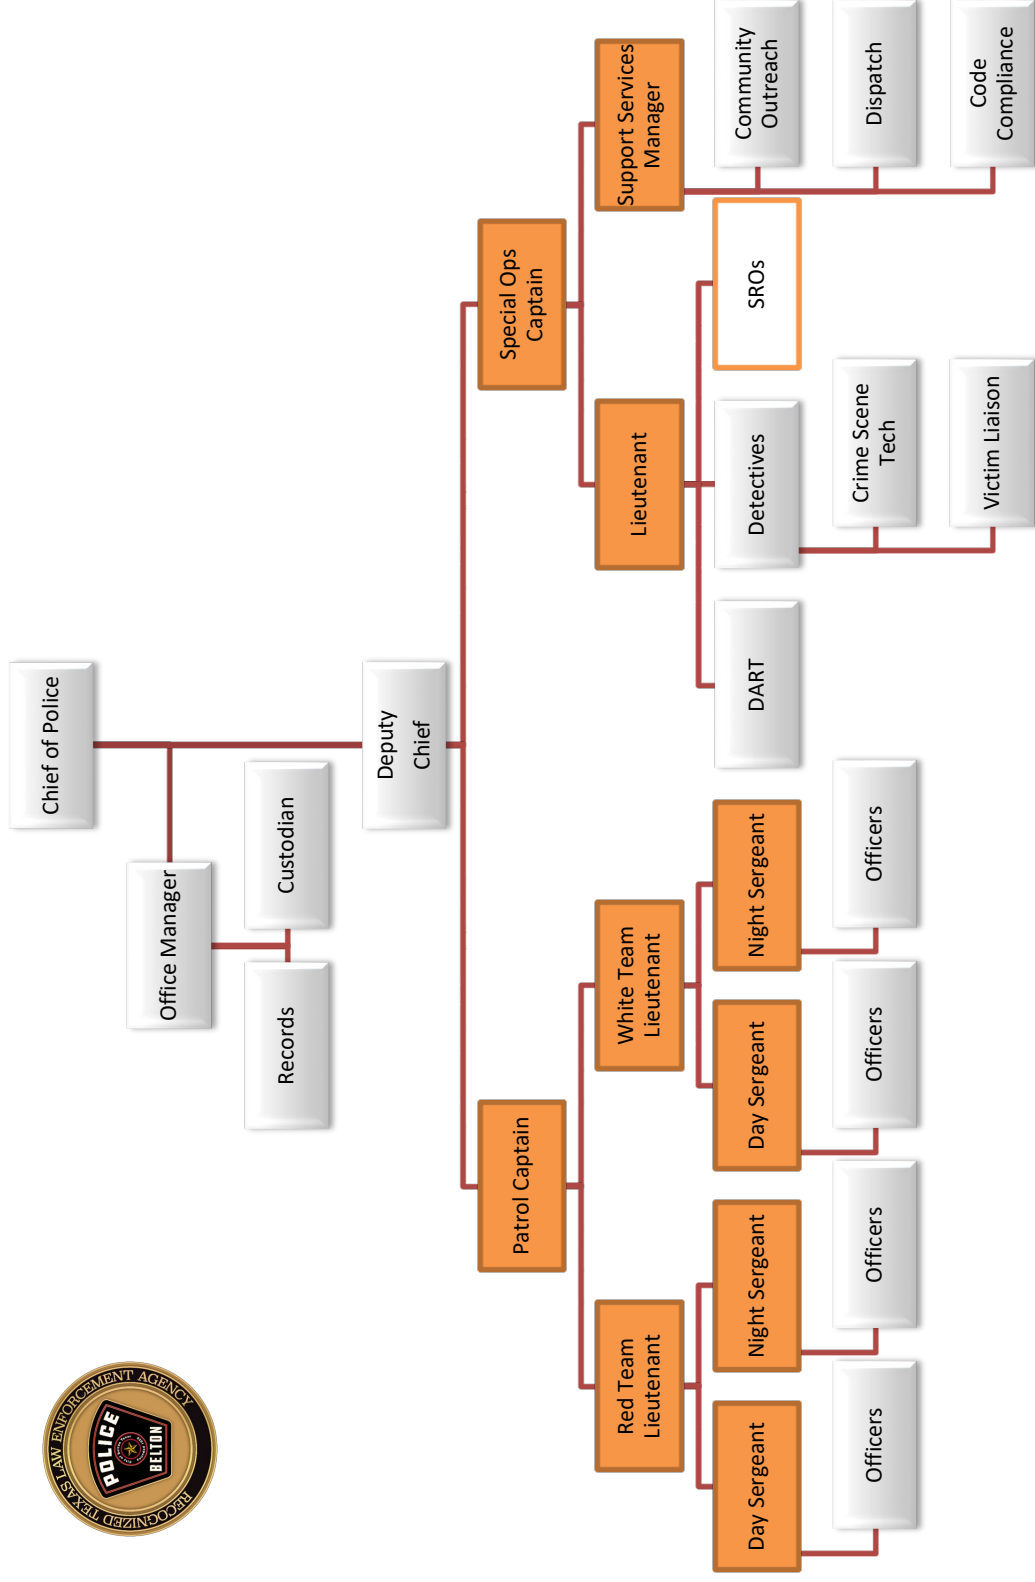 RECOGNIZED TEXAS LAW ENFORCEMENT AGENCY
POLICE
BELTON
Chief of Police
Office Manager
Records
Custodian
Deputy
Chief
Patrol Captain
Special Ops
Captain
Red Team
Lieutenant
White Team
Lieutenant
Lieutenant
Support Services
Manager
Day Sergeant
Night Sergeant
Day Sergeant
Night Sergeant
DART
Detectives
SROs
Community
Outreach
Officers
Officers
Officers
Officers
Crime Scene
Tech
Dispatch
Victim Liaison
Code
Compliance